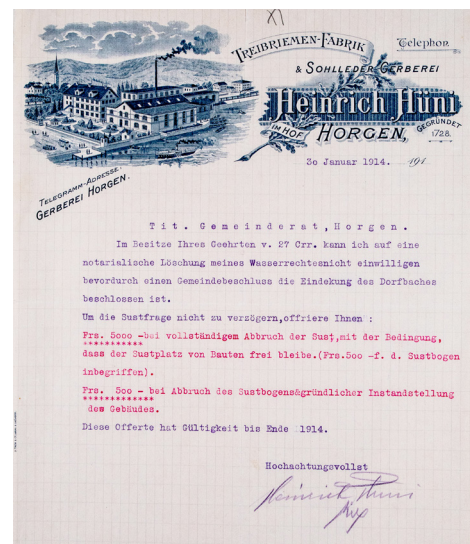 XI
TREIBRIEMEN-FABRIK
Telephon.
& SOHLLEDER GERBEREI
Heinrich Hüni
IM HOF HORGEN,
GEGRÜNDET 1728.
30 Januar 1914. 191
TELEGRAMM-ADRESSE.
GERBEREI HORGEN.
Tit. Gemeinderat, Horgen.
Im Besitze Ihres Geehrten v. 27 Crr. kann ich auf eine
notarialische Löschung meines Wasserrechtesnicht einwilligen
bevordurch einen Gemeindebeschluss die Eindekung des Dorfbaches
beschlossen ist.
Um die Sustfrage nicht zu verzögern,offriere Ihnen :
Frs. 5000 -bei vollständigem Abbruch der Sust,mit der Bedingung,
***********
dass der Sustplatz von Bauten frei bleibe.(Frs.500 -f. d. Sustbogen
inbegriffen).
Frs. 500 - bei Abbruch des Sustbogens&gründlicher Instandstellung
*************
des Gebäudes.
Diese Offerte hat Gültigkeit bis Ende 1914.
Hochachtungsvollst
Heinrich Hüni